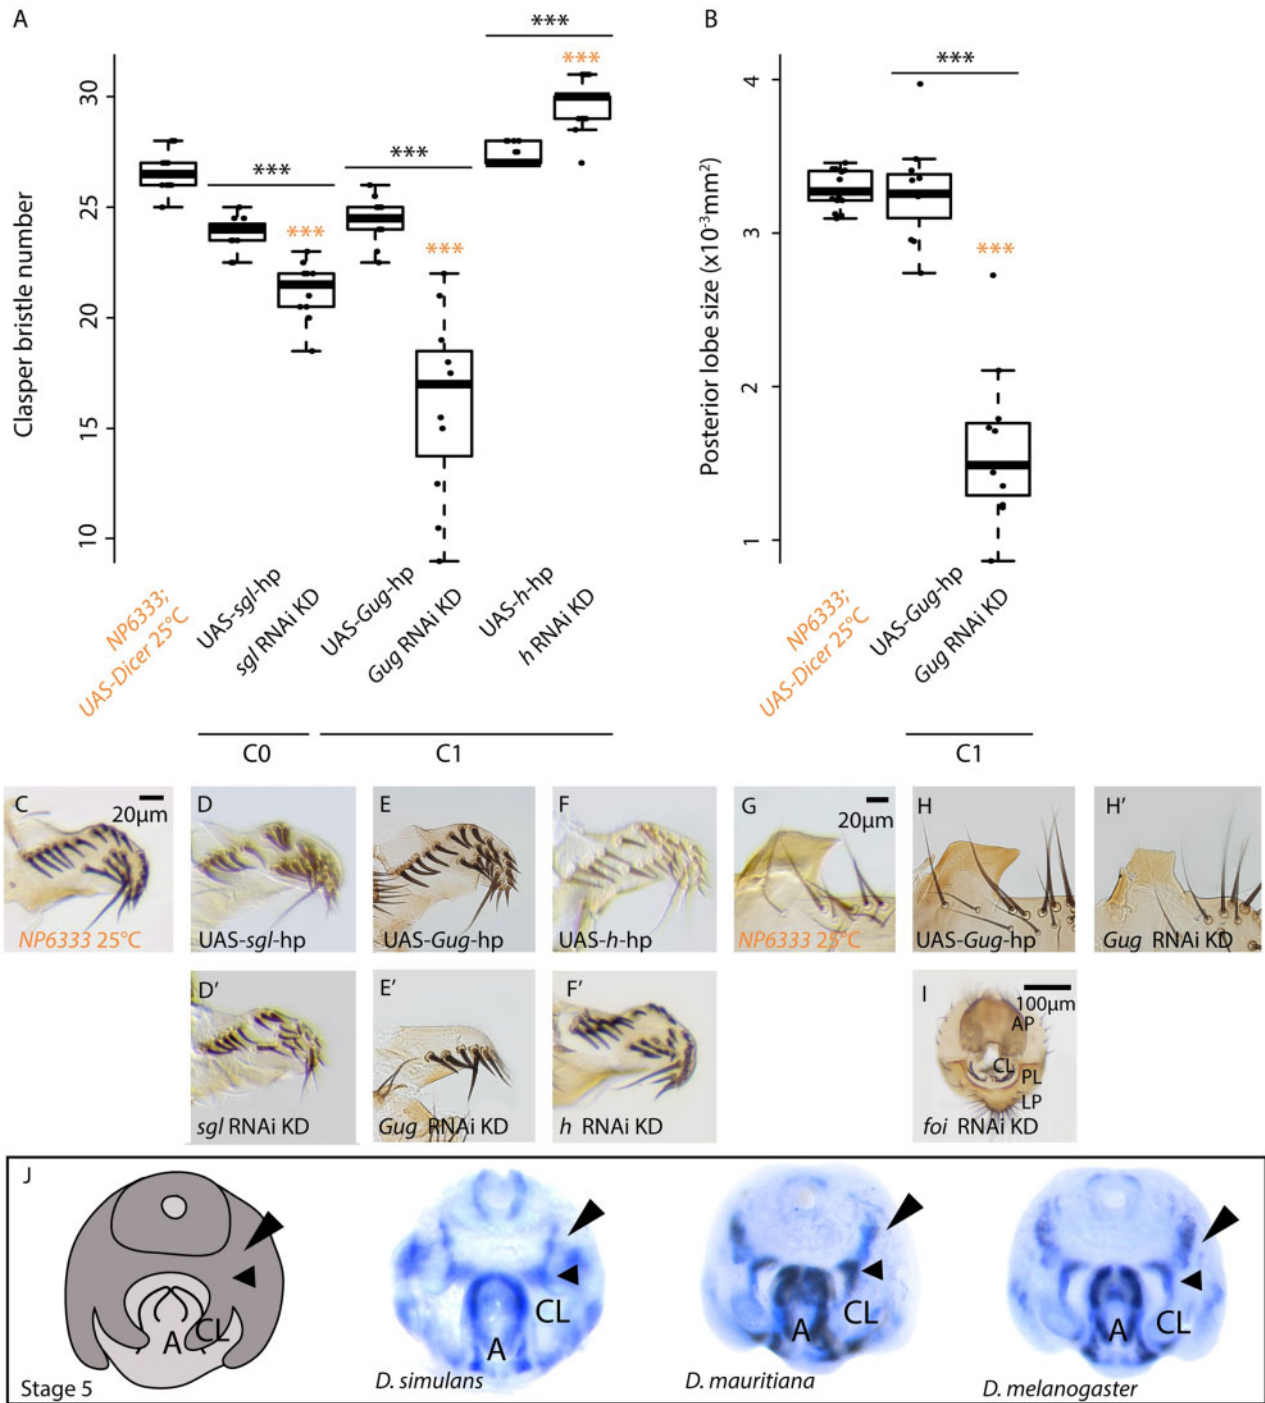 A
B
Clasper bristle number
30
25
20
15
10
***
***
***
***
***
***
NP6333;
UAS-Dicer 25°C
UAS-sgl-hp
sgl RNAi KD
UAS-Gug-hp
Gug RNAi KD
UAS-h-hp
h RNAi KD
C0
C1
Posterior lobe size (x10⁻³mm²)
4
3
2
1
***
***
NP6333;
UAS-Dicer 25°C
UAS-Gug-hp
Gug RNAi KD
C1
C
20µm
NP6333 25°C
D
UAS-sgl-hp
E
UAS-Gug-hp
F
UAS-h-hp
G
20µm
NP6333 25°C
H
UAS-Gug-hp
H'
Gug RNAi KD
D'
sgl RNAi KD
E'
Gug RNAi KD
F'
h RNAi KD
I
100µm
AP
CL
PL
LP
foi RNAi KD
J
A
CL
Stage 5
CL
A
D. simulans
A
CL
D. mauritiana
A
CL
D. melanogaster